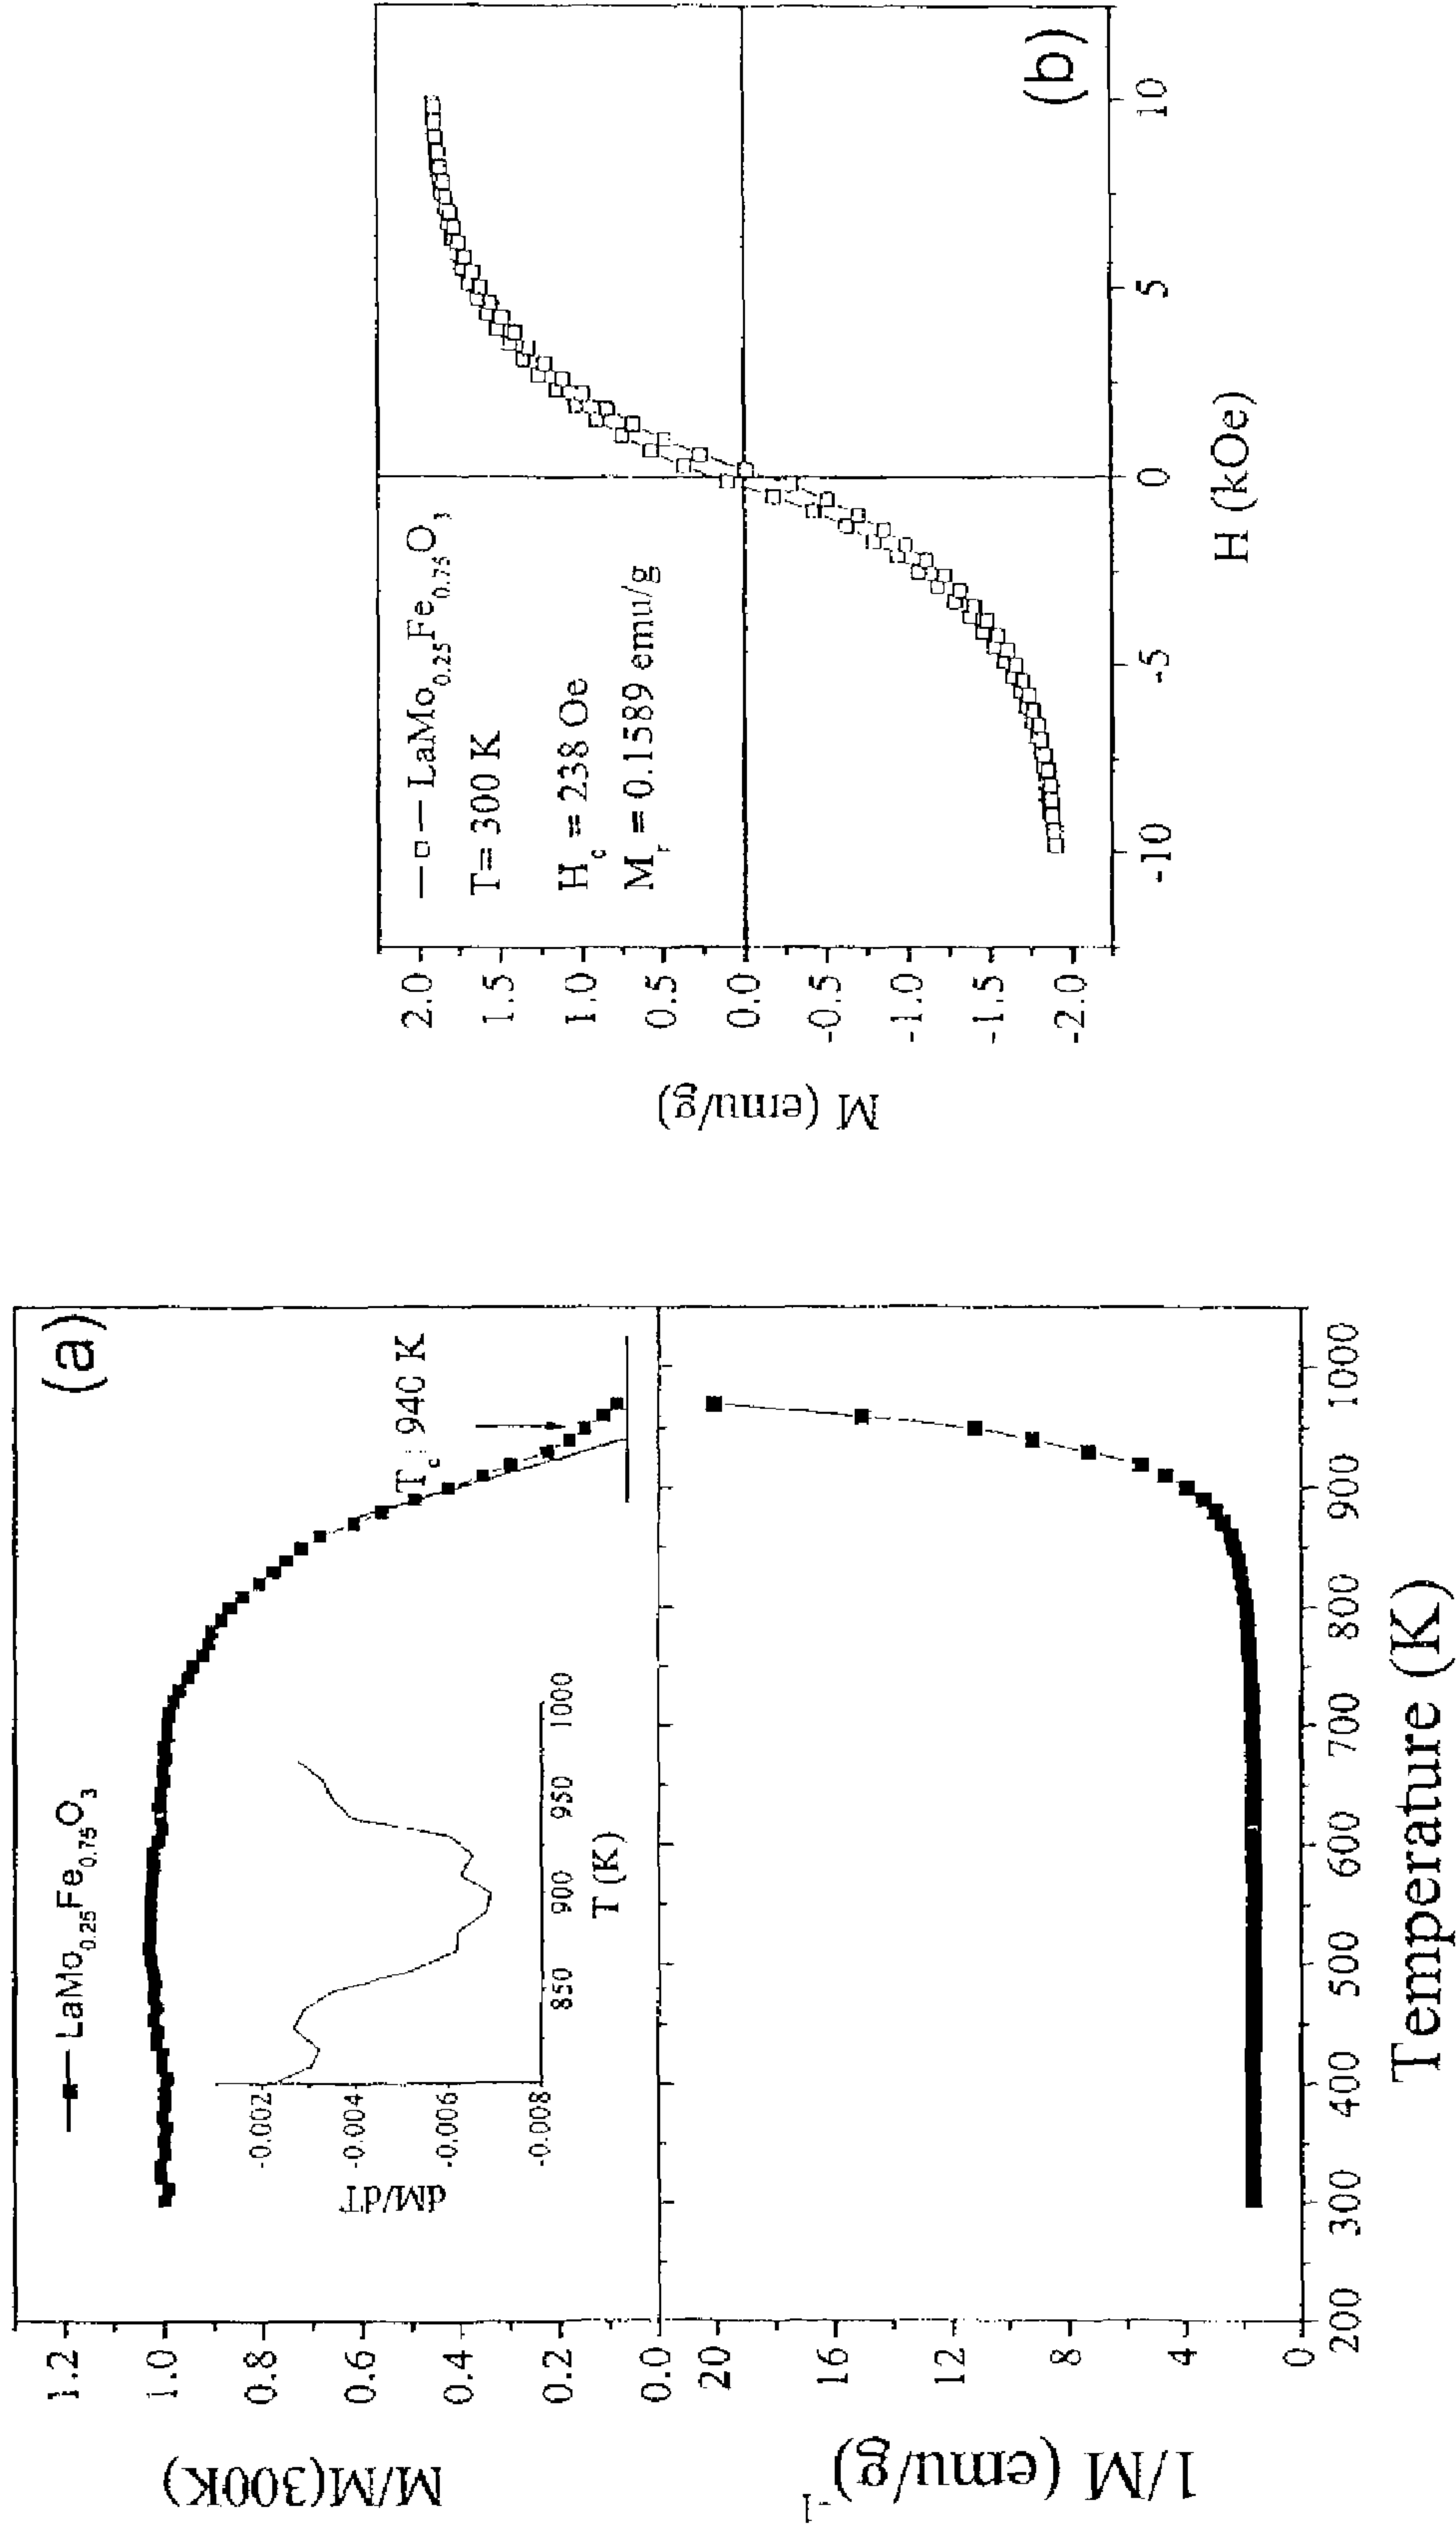 (a)
—■— LaMo0.25Fe0.75O3
Tc: 940 K
M/M(300K)
1.2
1.0
0.8
0.6
0.4
0.2
0.0
dM/dT
-0.002
-0.004
-0.006
-0.008
850 900 950 1000
T (K)
1/M (emu/g)-1
20
16
12
8
4
0
200 300 400 500 600 700 800 900 1000
Temperature (K)
(b)
—□— LaMo0.25Fe0.75O3
T= 300 K
Hc = 238 Oe
Mr = 0.1589 emu/g
M (emu/g)
2.0
1.5
1.0
0.5
0.0
-0.5
-1.0
-1.5
-2.0
-10 -5 0 5 10
H (kOe)